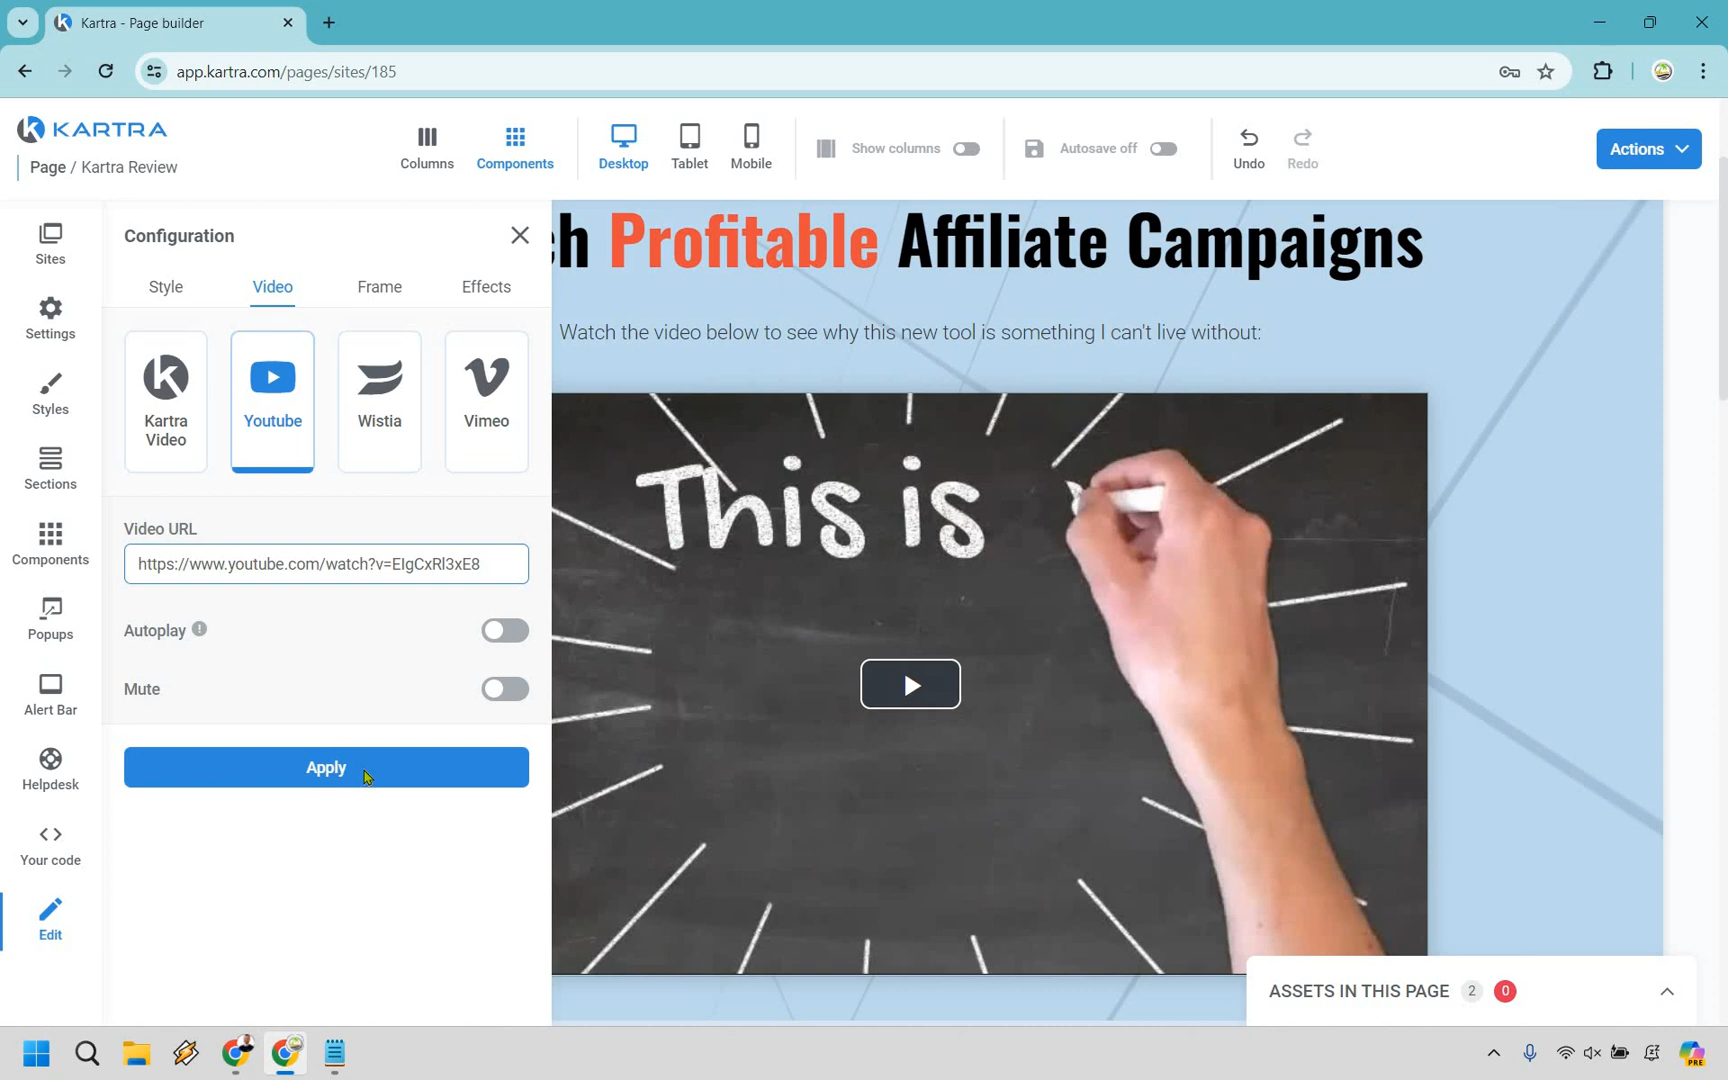 Kartra - Page builder
app.kartra.com/pages/sites/185
KARTRA
Page / Kartra Review
Columns
Components
Desktop
Tablet
Mobile
Show columns
Autosave off
Undo
Redo
Actions
Sites
Settings
Styles
Sections
Components
Popups
Alert Bar
Helpdesk
Your code
Edit
Configuration
Style
Video
Frame
Effects
Kartra
Video
Youtube
Wistia
Vimeo
Video URL
https://www.youtube.com/watch?v=EIgCxRl3xE8
Autoplay
Mute
Apply
ch Profitable Affiliate Campaigns
Watch the video below to see why this new tool is something I can't live without:
This is
ASSETS IN THIS PAGE 2 0
PRE